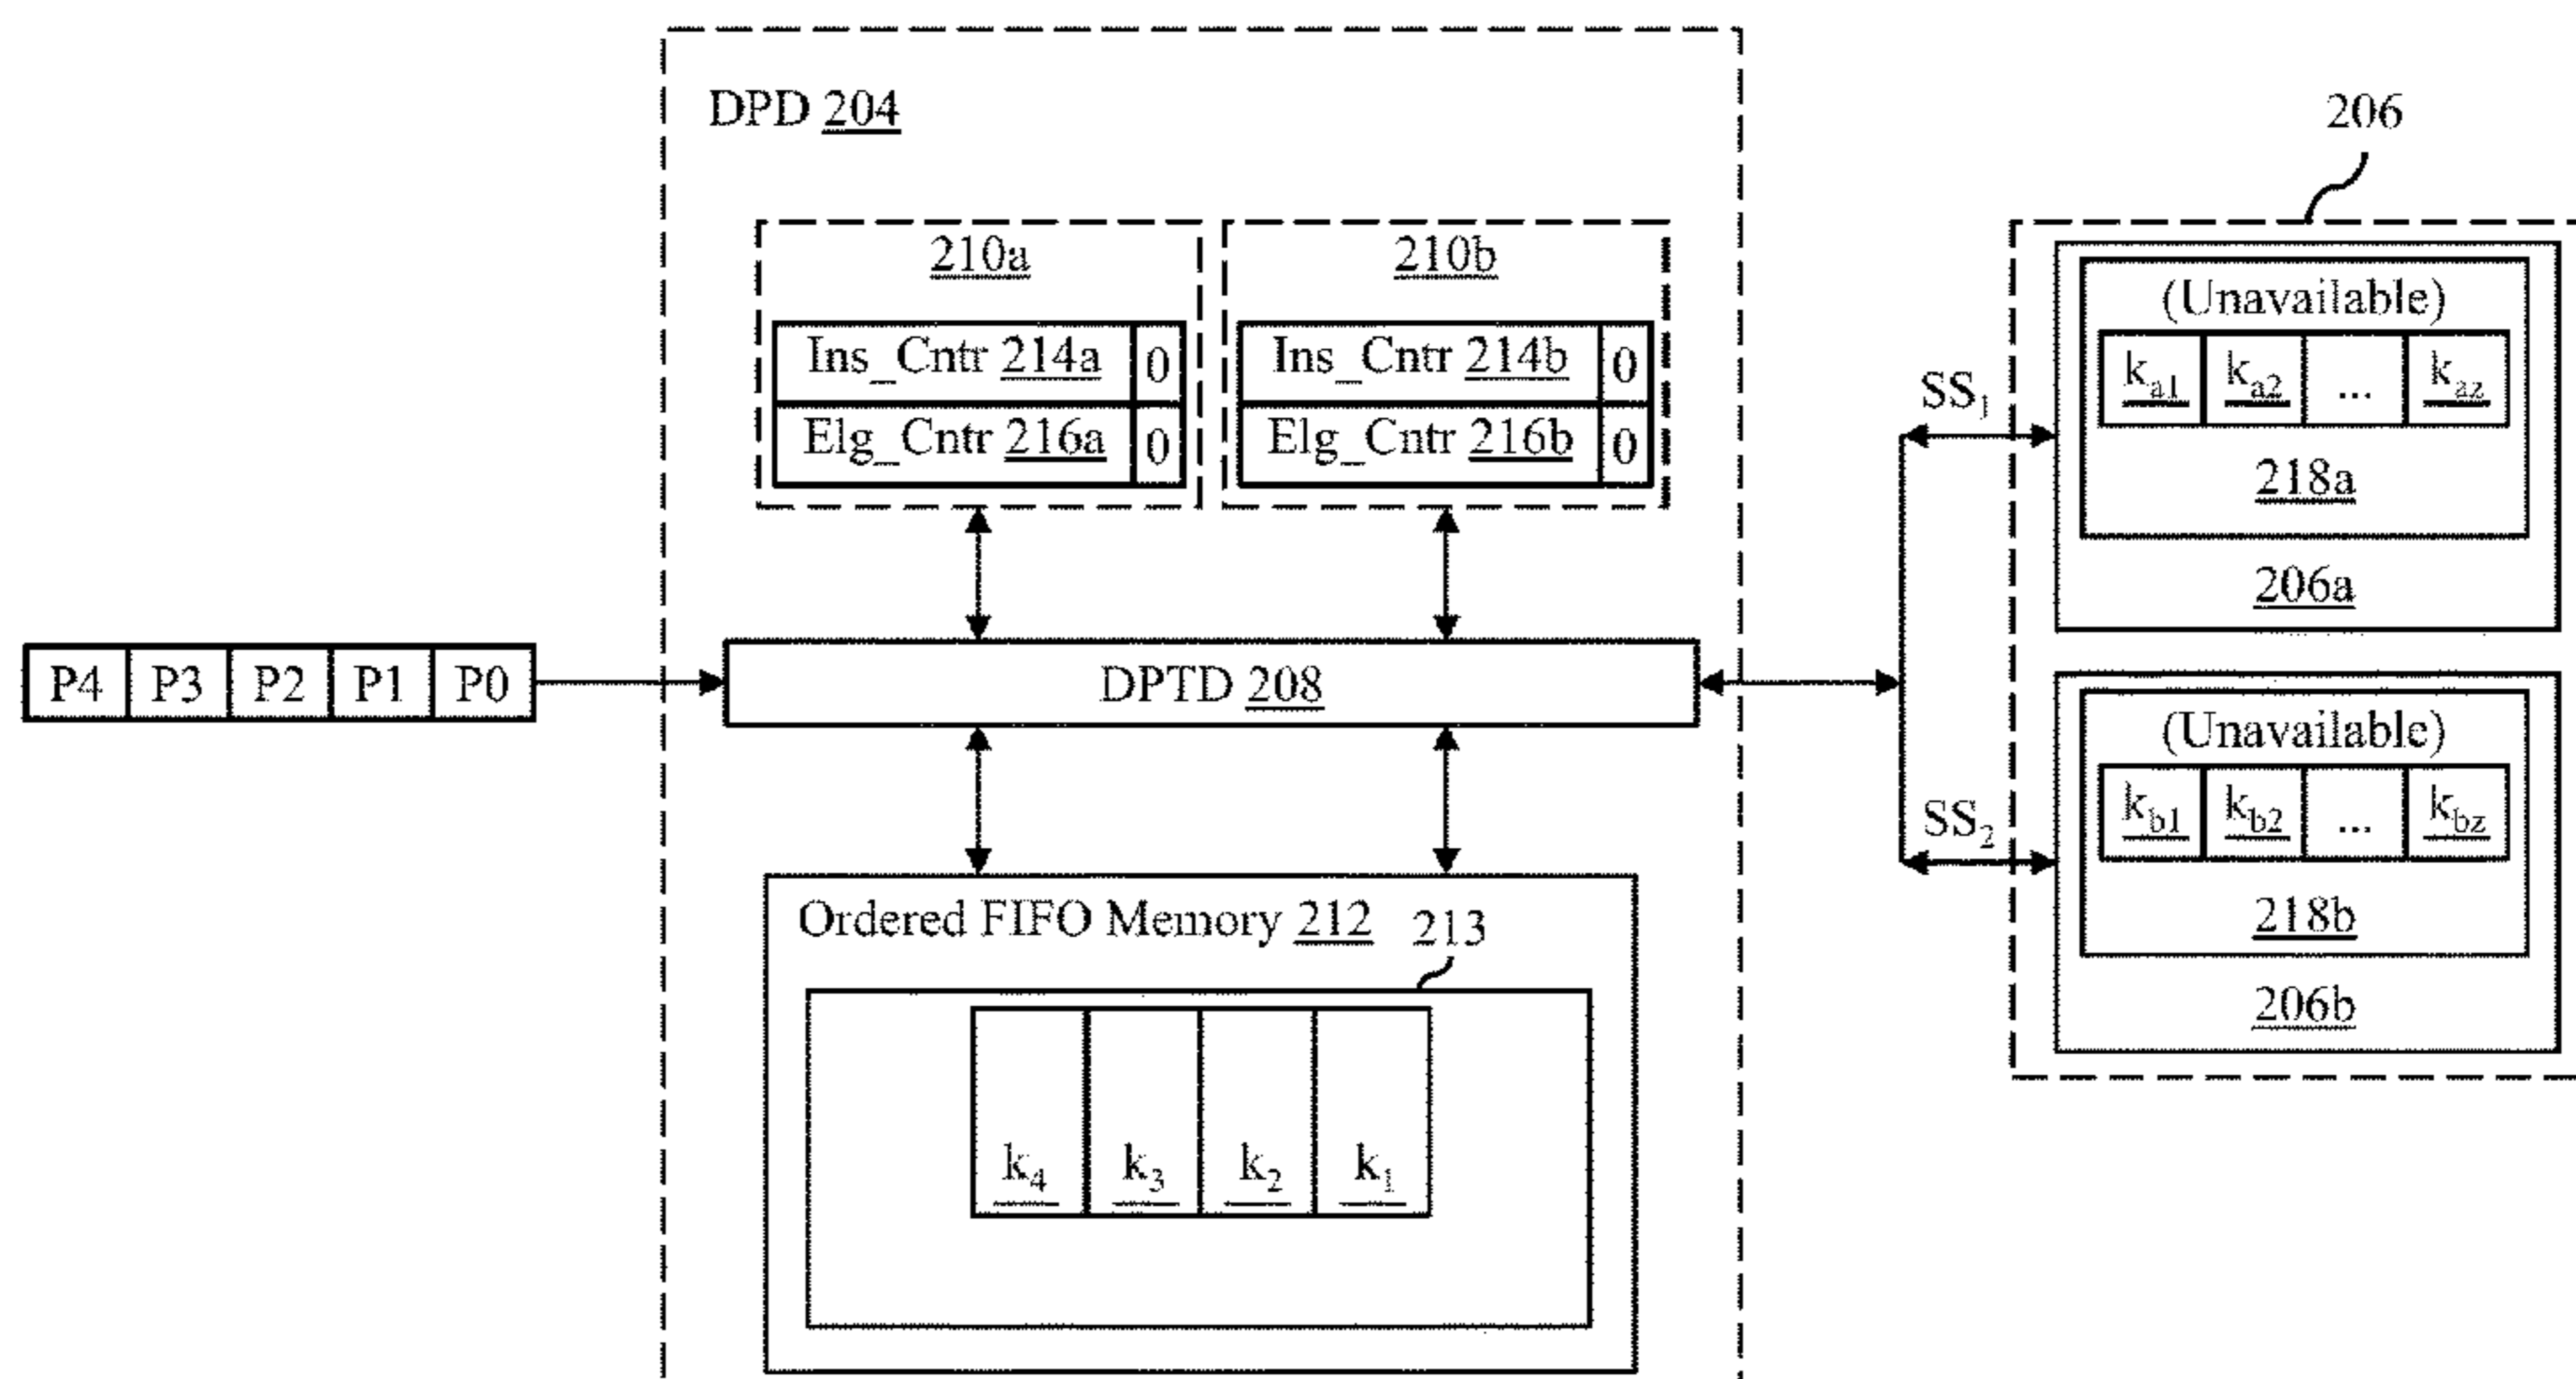 DPD 204
206
210a 210b
Ins_Cntr 214a 0
Elg_Cntr 216a 0
Ins_Cntr 214b 0
Elg_Cntr 216b 0
(Unavailable)
ka1 ka2 ... kaz
218a
206a
SS1
P4 P3 P2 P1 P0
DPTD 208
(Unavailable)
kb1 kb2 ... kbz
218b
206b
SS2
Ordered FIFO Memory 212
213
k4 k3 k2 k1